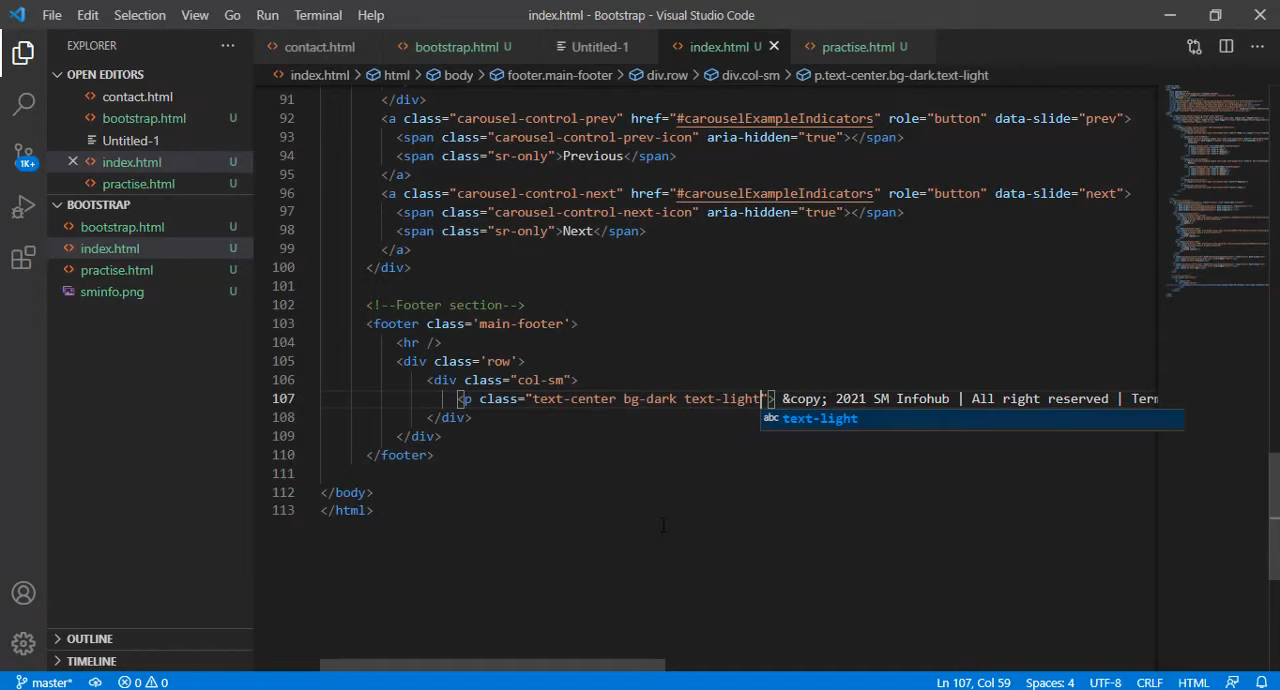 File Edit Selection View Go Run Terminal Help index.html - Bootstrap - Visual Studio Code
EXPLORER
contact.html bootstrap.html U Untitled-1 index.html U practise.html U
index.html > html > body > footer.main-footer > div.row > div.col-sm > p.text-center.bg-dark.text-light
OPEN EDITORS
contact.html
bootstrap.html U
Untitled-1
index.html U
practise.html U
BOOTSTRAP
bootstrap.html U
index.html U
practise.html U
sminfo.png U
1K+
OUTLINE
TIMELINE
91 </div>
92 <a class="carousel-control-prev" href="#carouselExampleIndicators" role="button" data-slide="prev">
93 <span class="carousel-control-prev-icon" aria-hidden="true"></span>
94 <span class="sr-only">Previous</span>
95 </a>
96 <a class="carousel-control-next" href="#carouselExampleIndicators" role="button" data-slide="next">
97 <span class="carousel-control-next-icon" aria-hidden="true"></span>
98 <span class="sr-only">Next</span>
99 </a>
100 </div>
101
102 <!--Footer section-->
103 <footer class='main-footer'>
104 <hr />
105 <div class='row'>
106 <div class="col-sm">
107 <p class="text-center bg-dark text-light"> &copy; 2021 SM Infohub | All right reserved | Term
abc text-light
108 </div>
109 </div>
110 </footer>
111
112 </body>
113 </html>
master* 0 0 Ln 107, Col 59 Spaces: 4 UTF-8 CRLF HTML